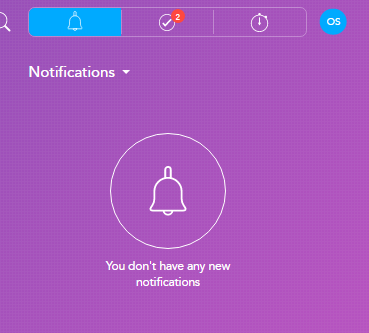 2
OS
Notifications
You don't have any new
notifications